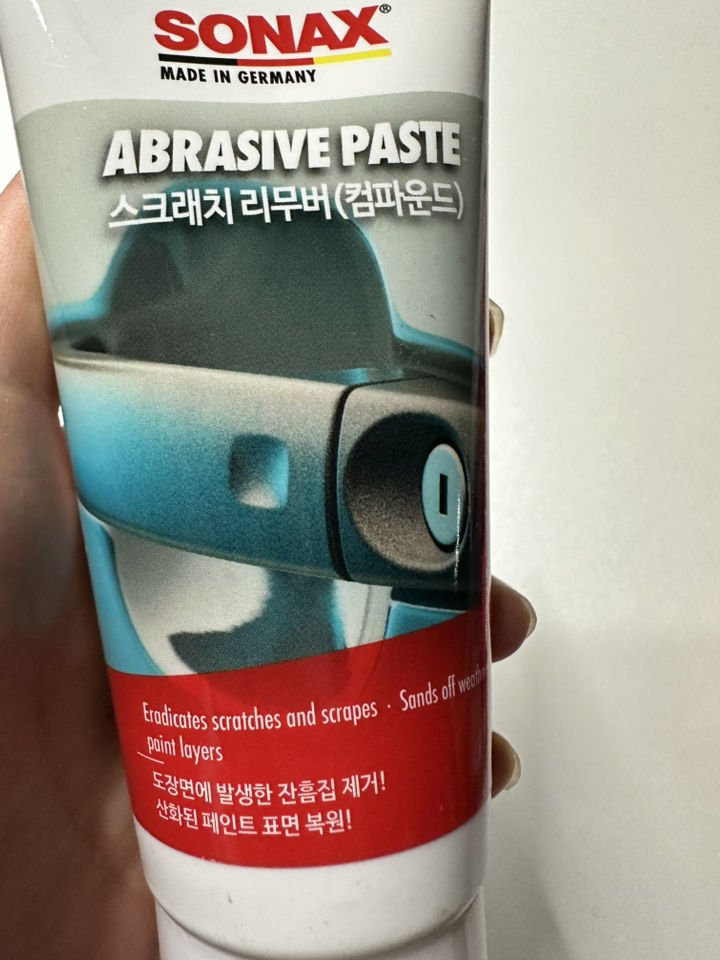 SONAX®
MADE IN GERMANY
ABRASIVE PASTE
스크래치 리무버(컴파운드)
Eradicates scratches and scrapes · Sands off
paint layers
도장면에 발생한 잔흠집 제거!
산화된 페인트 표면 복원!